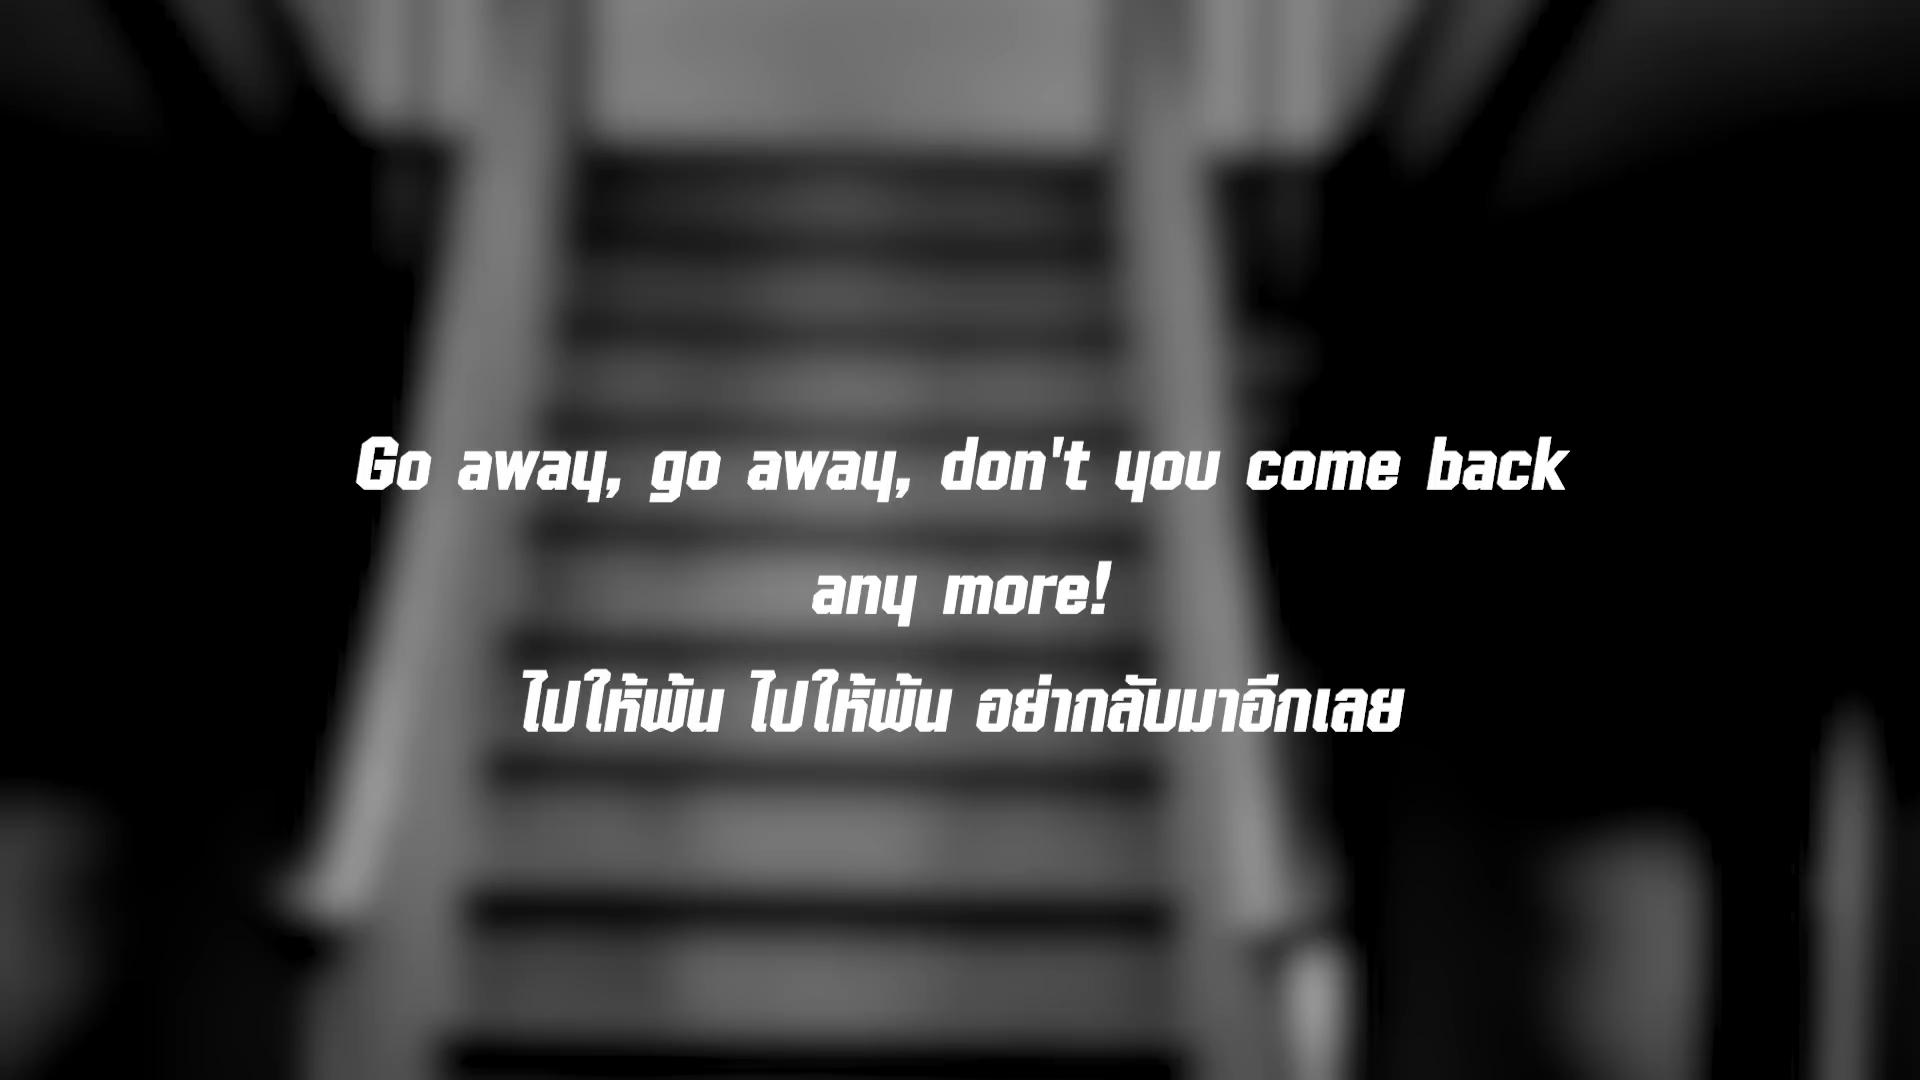 Go away, go away, don't you come back
any more!
ไปให้พ้น ไปให้พ้น อย่ากลับมาอีกเลย